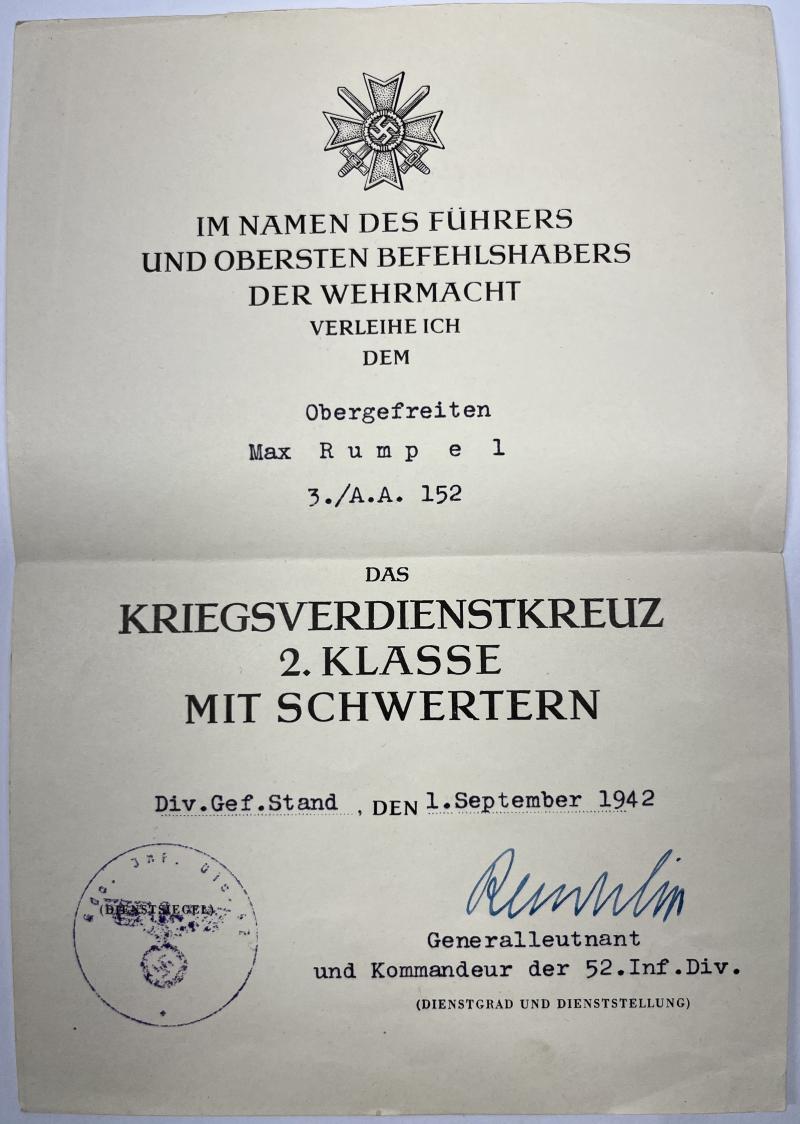 IM NAMEN DES FÜHRERS
UND OBERSTEN BEFEHLSHABERS
DER WEHRMACHT
VERLEIHE ICH
DEM
Obergefreiten
Max R u m p e l
3./A.A. 152
DAS
KRIEGSVERDIENSTKREUZ
2. KLASSE
MIT SCHWERTERN
Div.Gef.Stand , DEN 1.September 1942
Inf. Div.
(DIENSTSIEGEL)
Generalleutnant
und Kommandeur der 52.Inf.Div.
(DIENSTGRAD UND DIENSTSTELLUNG)